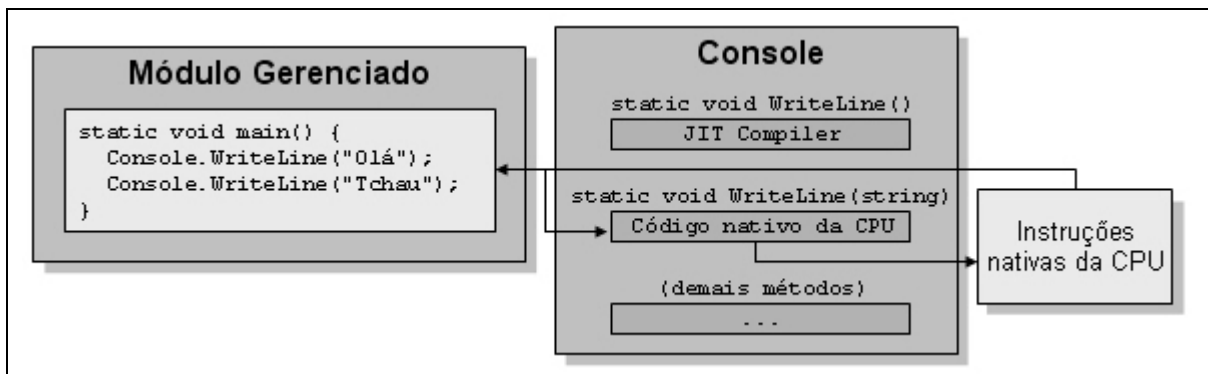 Módulo Gerenciado
static void main() {
Console.WriteLine("Olá");
Console.WriteLine("Tchau");
}
Console
static void WriteLine()
JIT Compiler
static void WriteLine(string)
Código nativo da CPU
(demais métodos)
...
Instruções
nativas da CPU